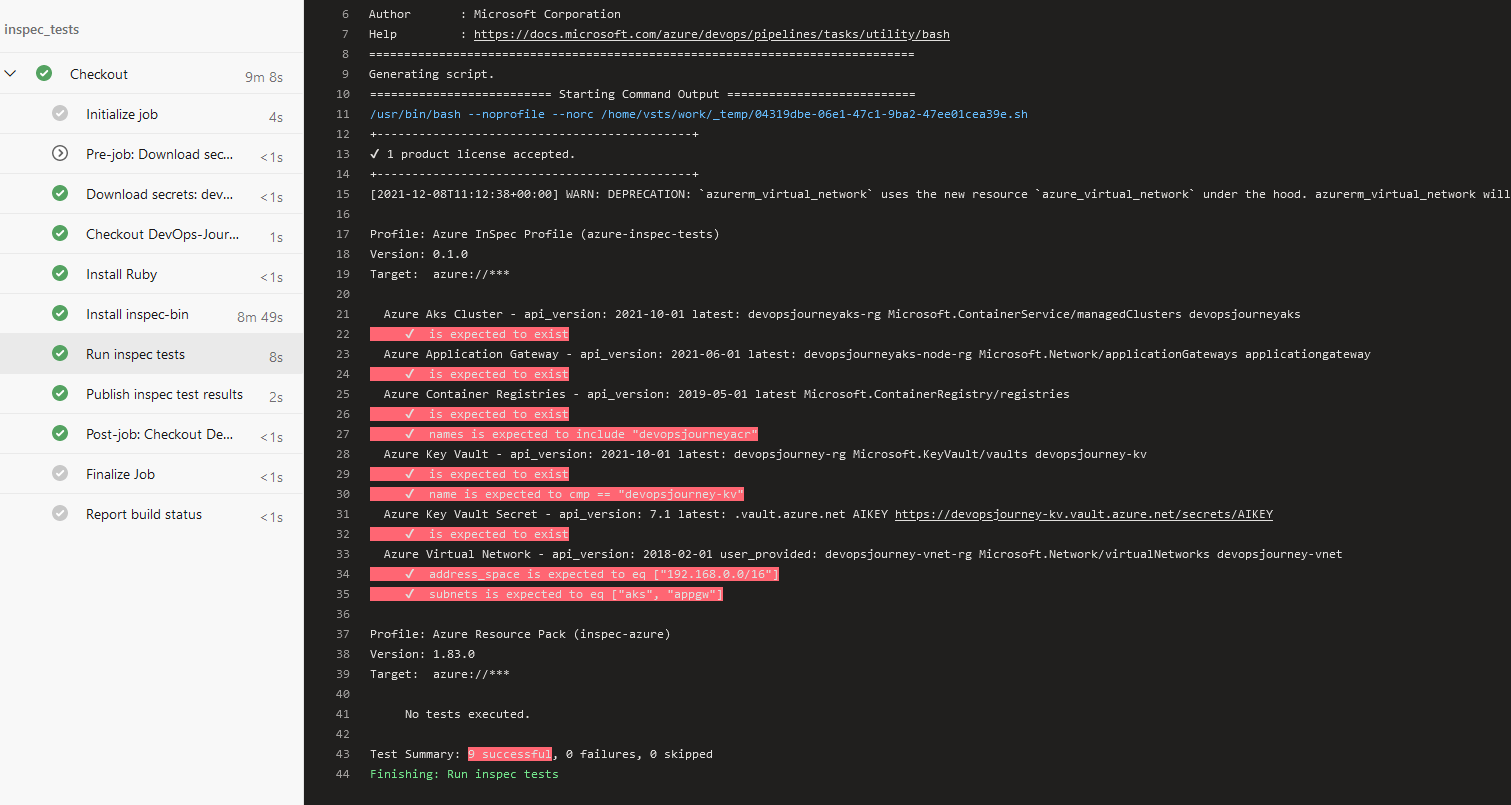 inspec_tests
Checkout 9m 8s
Initialize job 4s
Pre-job: Download sec... <1s
Download secrets: dev... <1s
Checkout DevOps-Jour... 1s
Install Ruby <1s
Install inspec-bin 8m 49s
Run inspec tests 8s
Publish inspec test results 2s
Post-job: Checkout De... <1s
Finalize Job <1s
Report build status <1s
6 Author : Microsoft Corporation
7 Help : https://docs.microsoft.com/azure/devops/pipelines/tasks/utility/bash
8 ==============================================================================
9 Generating script.
10 ========================== Starting Command Output ===========================
11 /usr/bin/bash --noprofile --norc /home/vsts/work/_temp/04319dbe-06e1-47c1-9ba2-47ee01cea39e.sh
12 +---------------------------------------------+
13 ✔ 1 product license accepted.
14 +---------------------------------------------+
15 [2021-12-08T11:12:38+00:00] WARN: DEPRECATION: `azurerm_virtual_network` uses the new resource `azure_virtual_network` under the hood. azurerm_virtual_network will
16
17 Profile: Azure InSpec Profile (azure-inspec-tests)
18 Version: 0.1.0
19 Target:  azure://***
20
21 Azure Aks Cluster - api_version: 2021-10-01 latest: devopsjourneyaks-rg Microsoft.ContainerService/managedClusters devopsjourneyaks
22 ✔ is expected to exist
23 Azure Application Gateway - api_version: 2021-06-01 latest: devopsjourneyaks-node-rg Microsoft.Network/applicationGateways applicationgateway
24 ✔ is expected to exist
25 Azure Container Registries - api_version: 2019-05-01 latest Microsoft.ContainerRegistry/registries
26 ✔ is expected to exist
27 ✔ names is expected to include "devopsjourneyacr"
28 Azure Key Vault - api_version: 2021-10-01 latest: devopsjourney-rg Microsoft.KeyVault/vaults devopsjourney-kv
29 ✔ is expected to exist
30 ✔ name is expected to cmp == "devopsjourney-kv"
31 Azure Key Vault Secret - api_version: 7.1 latest: .vault.azure.net AIKEY https://devopsjourney-kv.vault.azure.net/secrets/AIKEY
32 ✔ is expected to exist
33 Azure Virtual Network - api_version: 2018-02-01 user_provided: devopsjourney-vnet-rg Microsoft.Network/virtualNetworks devopsjourney-vnet
34 ✔ address_space is expected to eq ["192.168.0.0/16"]
35 ✔ subnets is expected to eq ["aks", "appgw"]
36
37 Profile: Azure Resource Pack (inspec-azure)
38 Version: 1.83.0
39 Target:  azure://***
40
41 No tests executed.
42
43 Test Summary: 9 successful, 0 failures, 0 skipped
44 Finishing: Run inspec tests